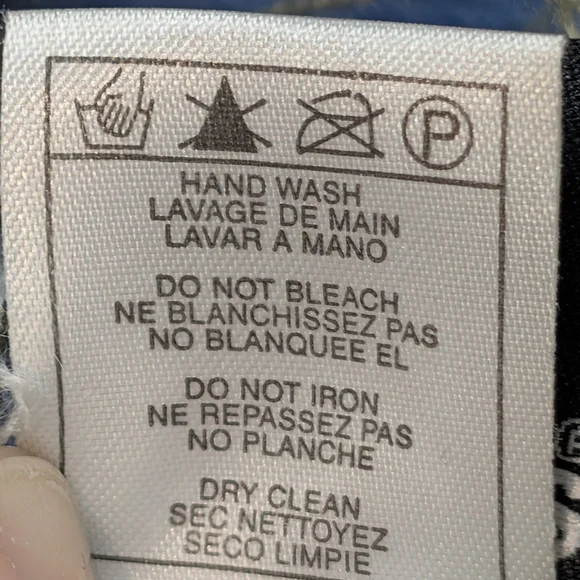 P
HAND WASH
LAVAGE DE MAIN
LAVAR A MANO
DO NOT BLEACH
NE BLANCHISSEZ PAS
NO BLANQUEE EL
DO NOT IRON
NE REPASSEZ PAS
NO PLANCHE
DRY CLEAN
SEC NETTOYEZ
SECO LIMPIE